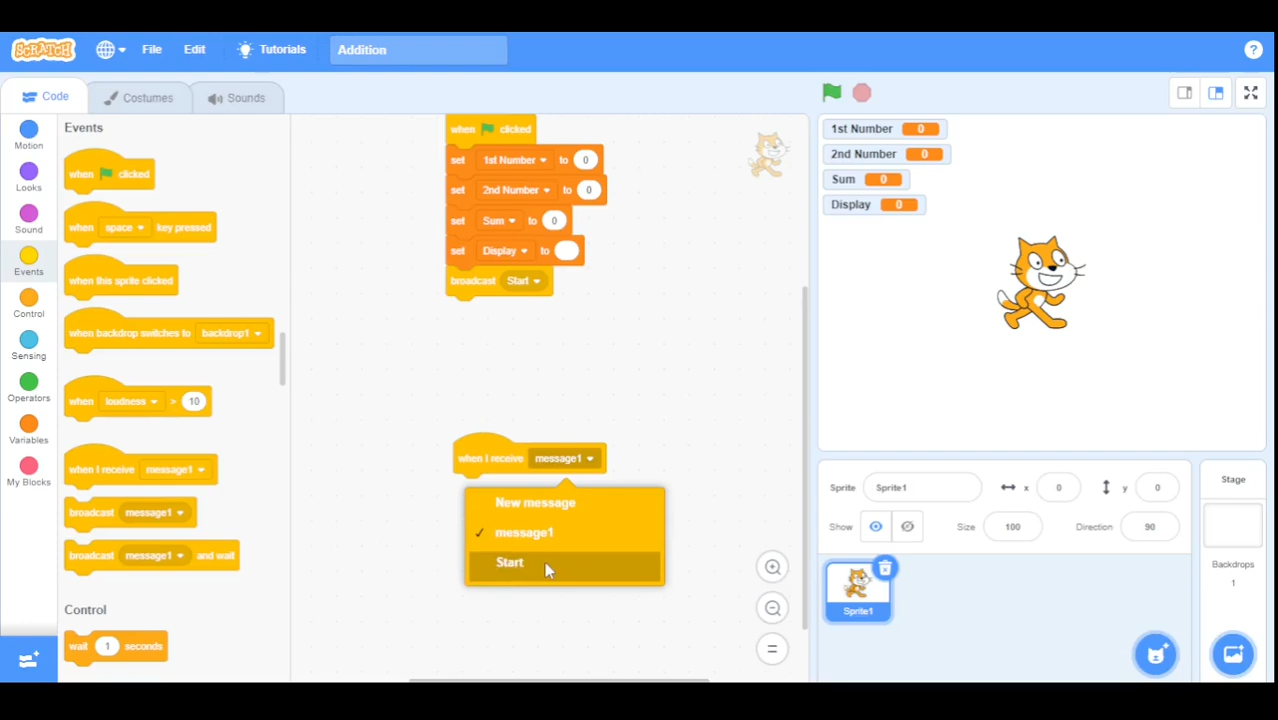 SCRATCH File Edit Tutorials Addition ?
Code Costumes Sounds
Motion
Looks
Sound
Events
Control
Sensing
Operators
Variables
My Blocks
Events
when clicked
when space key pressed
when this sprite clicked
when backdrop switches to backdrop1
when loudness > 10
when I receive message1
broadcast message1
broadcast message1 and wait
Control
wait 1 seconds
when clicked
set 1st Number to 0
set 2nd Number to 0
set Sum to 0
set Display to
broadcast Start
when I receive message1
New message
message1
Start
1st Number 0
2nd Number 0
Sum 0
Display 0
Sprite Sprite1 x 0 y 0
Show Size 100 Direction 90
Sprite1
Stage
Backdrops
1